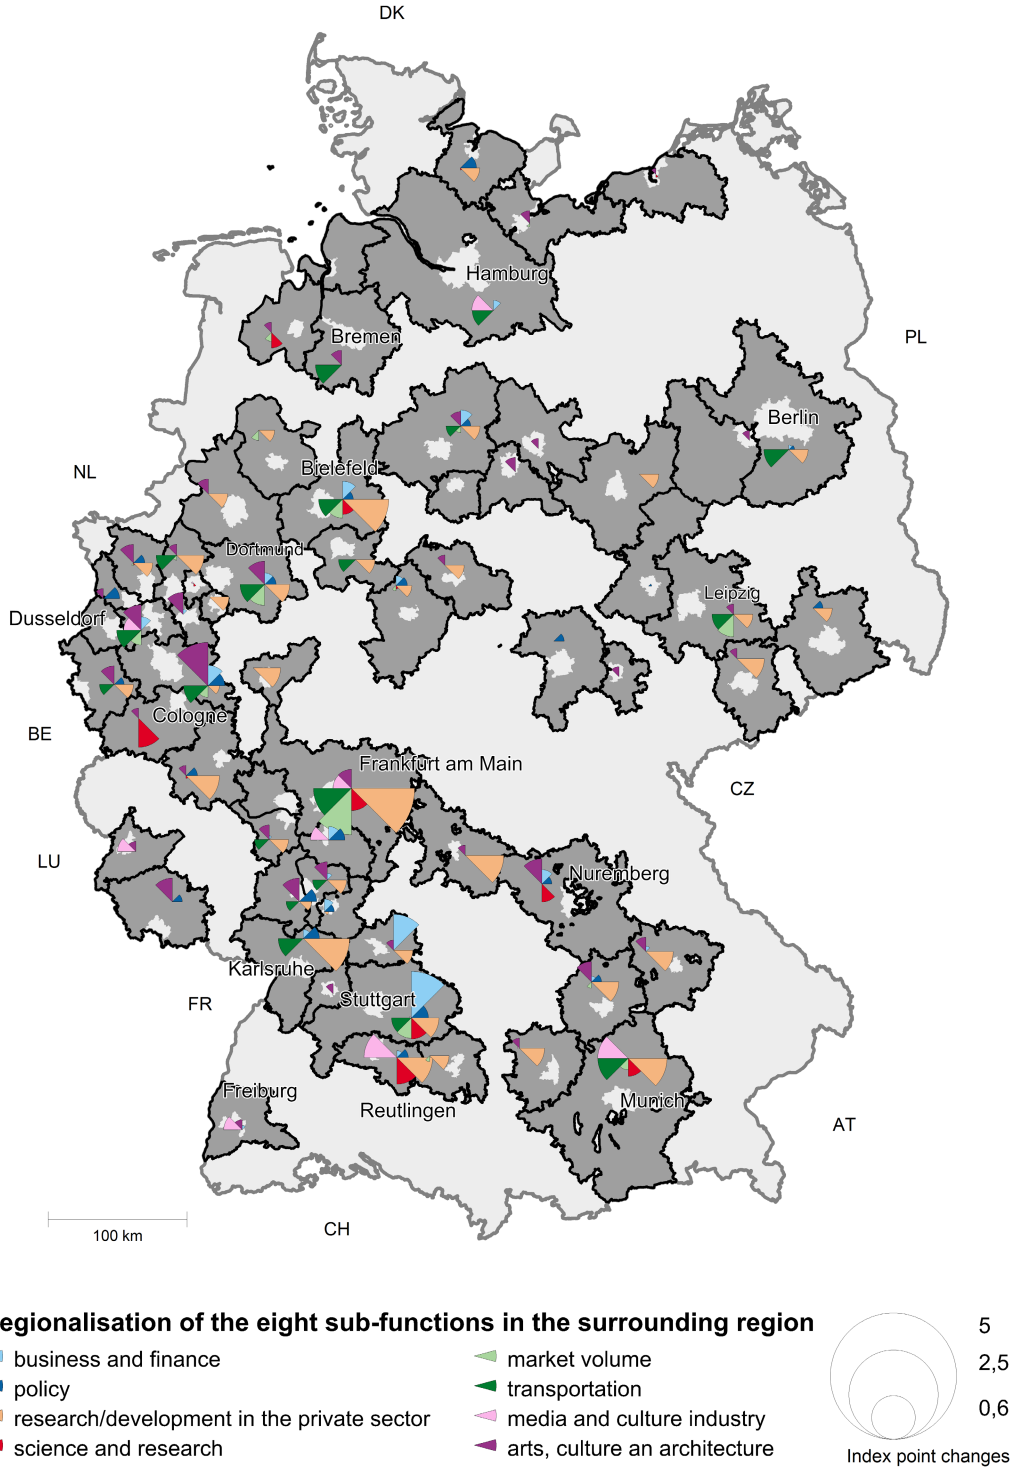 DK
Hamburg
PL
Bremen
Berlin
NL
Bielefeld
Dortmund
Leipzig
Dusseldorf
Cologne
BE
Frankfurt am Main
CZ
LU
Nuremberg
Karlsruhe
FR
Stuttgart
Freiburg
Munich
Reutlingen
AT
CH
100 km
egionalisation of the eight sub-functions in the surrounding region
business and finance
policy
research/development in the private sector
science and research
market volume
transportation
media and culture industry
arts, culture an architecture
5
2,5
0,6
Index point changes